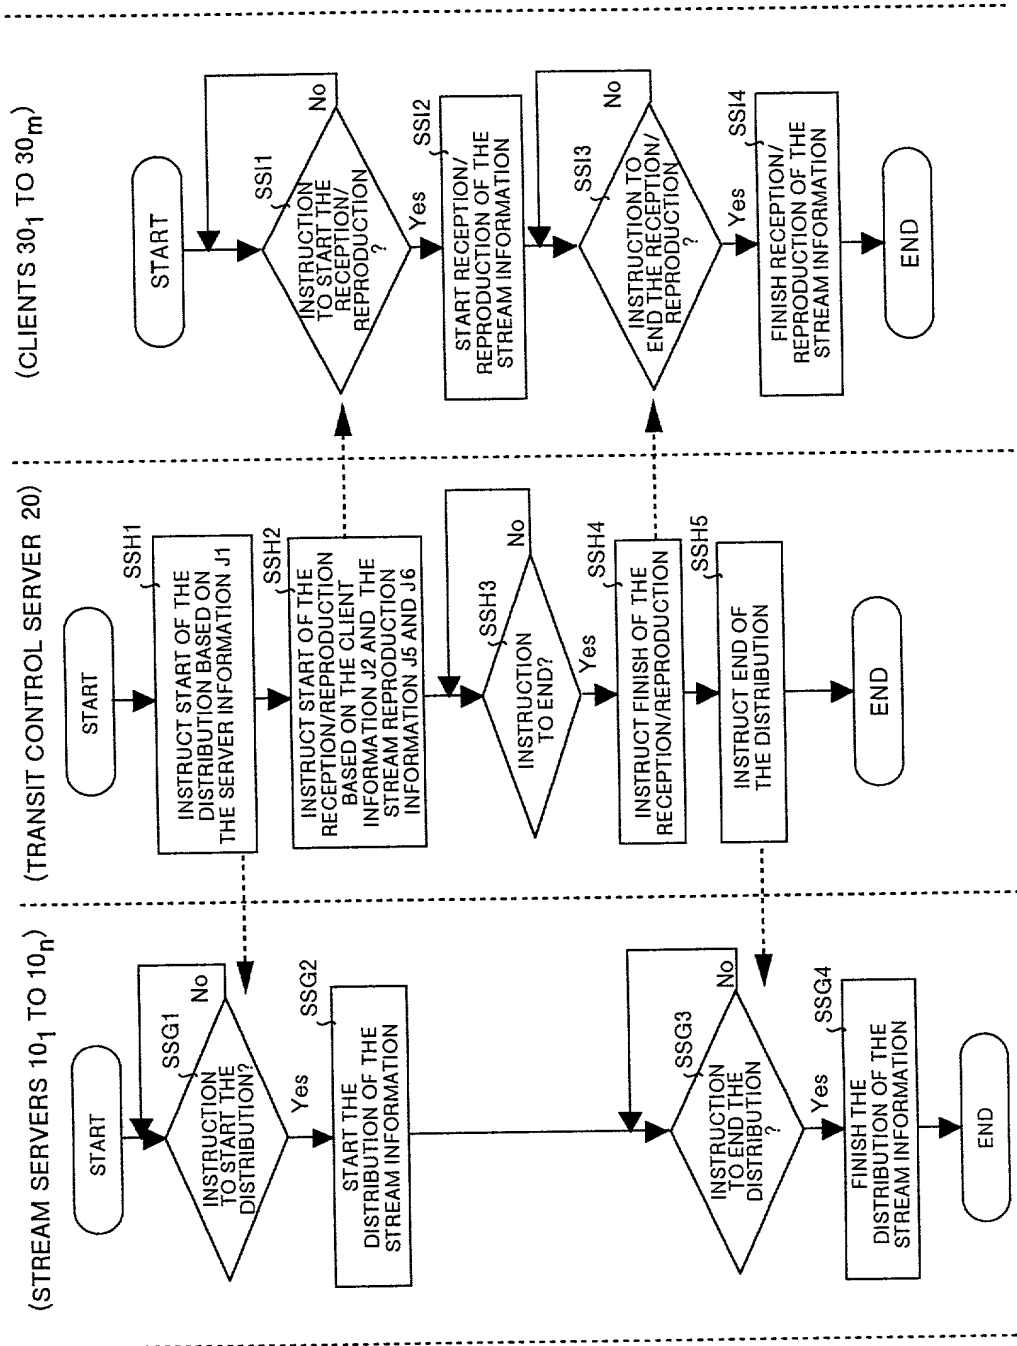 (STREAM SERVERS 10₁ TO 10ₙ)
START
SSG1
INSTRUCTION
TO START THE
DISTRIBUTION?
No
Yes
SSG2
START THE
DISTRIBUTION OF THE
STREAM INFORMATION
SSG3
INSTRUCTION
TO END THE
DISTRIBUTION
?
No
Yes
SSG4
FINISH THE
DISTRIBUTION OF THE
STREAM INFORMATION
END
(TRANSIT CONTROL SERVER 20)
START
SSH1
INSTRUCT START OF THE
DISTRIBUTION BASED ON
THE SERVER INFORMATION J1
SSH2
INSTRUCT START OF THE
RECEPTION/REPRODUCTION
BASED ON THE CLIENT
INFORMATION J2 AND THE
STREAM REPRODUCTION
INFORMATION J5 AND J6
SSH3
INSTRUCTION
TO END?
No
Yes
SSH4
INSTRUCT FINISH OF THE
RECEPTION/REPRODUCTION
SSH5
INSTRUCT END OF
THE DISTRIBUTION
END
(CLIENTS 30₁ TO 30ₘ)
START
SSI1
INSTRUCTION
TO START THE
RECEPTION/
REPRODUCTION
?
No
Yes
SSI2
START RECEPTION/
REPRODUCTION OF THE
STREAM INFORMATION
SSI3
INSTRUCTION TO
END THE RECEPTION/
REPRODUCTION
?
No
Yes
SSI4
FINISH RECEPTION/
REPRODUCTION OF THE
STREAM INFORMATION
END